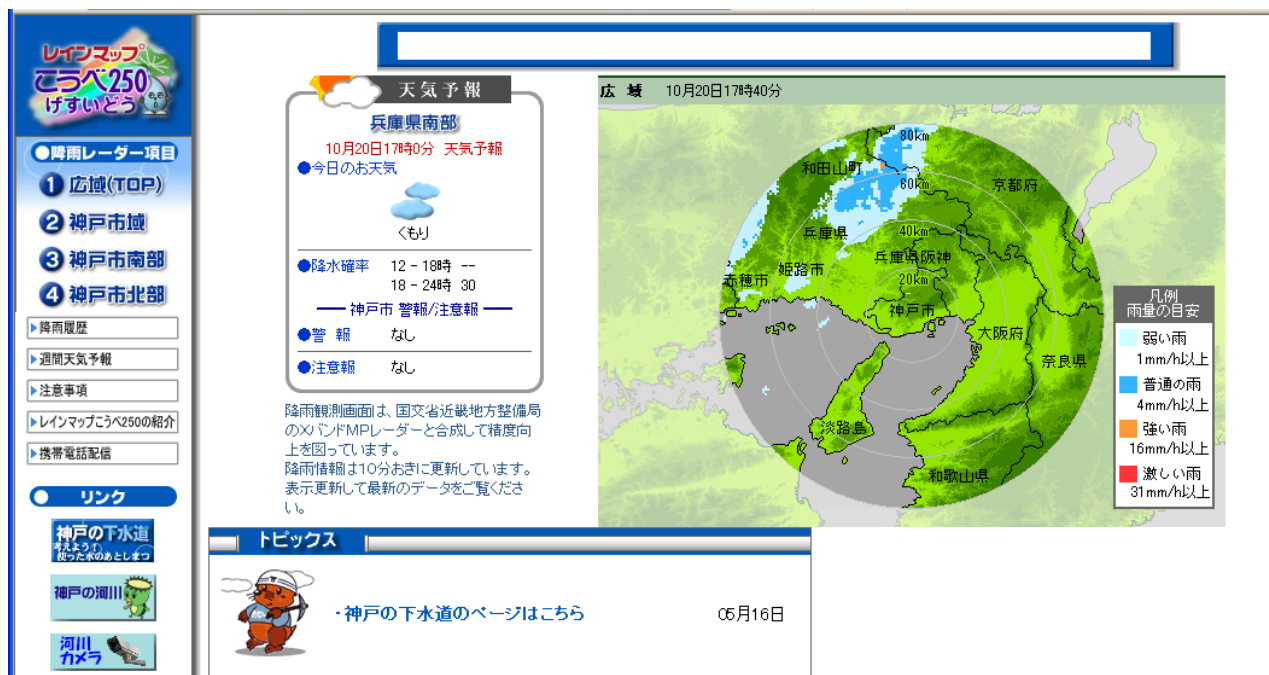 レインマップ
こうべ250
げすいどう
●降雨レーダー項目
1 広域(TOP)
2 神戸市域
3 神戸市南部
4 神戸市北部
降雨履歴
週間天気予報
注意事項
レインマップこうべ250の紹介
携帯電話配信
リンク
神戸の下水道
考えよう!
使った水のあとしまつ
神戸の河川
河川
カメラ
天気予報
兵庫県南部
10月20日17時0分 天気予報
●今日のお天気
くもり
●降水確率 12-18時 --
18-24時 30
神戸市 警報/注意報
●警 報 なし
●注意報 なし
降雨観測画面は、国交省近畿地方整備局
のXバンドMPレーダーと合成して精度向
上を図っています。
降雨情報は10分おきに更新しています。
表示更新して最新のデータをご覧くださ
い。
広 域 10月20日17時40分
80km
和田山町
60km
京都府
兵庫県
40km
兵庫県阪神
姫路市
赤穂市
20km
神戸市
大阪府
奈良県
淡路島
和歌山県
凡例
雨量の目安
弱い雨
1mm/h以上
普通の雨
4mm/h以上
強い雨
16mm/h以上
激しい雨
31mm/h以上
トピックス
・神戸の下水道のページはこちら 05月16日